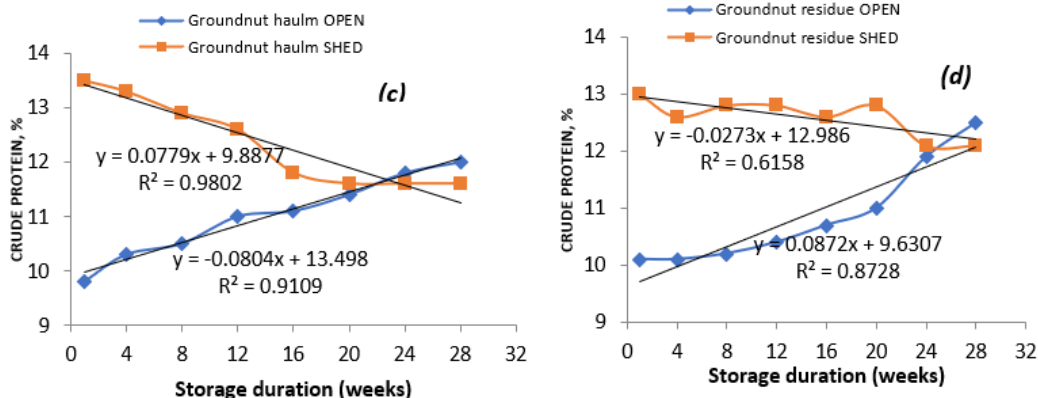 Groundnut haulm OPEN
Groundnut haulm SHED
(c)
CRUDE PROTEIN, %
14
13
12
11
10
9
y = 0.0779x + 9.8877
R² = 0.9802
y = -0.0804x + 13.498
R² = 0.9109
0 4 8 12 16 20 24 28 32
Storage duration (weeks)
Groundnut residue OPEN
Groundnut residue SHED
(d)
CRUDE PROTEIN, %
14
13
12
11
10
9
y = -0.0273x + 12.986
R² = 0.6158
y = 0.0872x + 9.6307
R² = 0.8728
0 4 8 12 16 20 24 28 32
Storage duration (weeks)